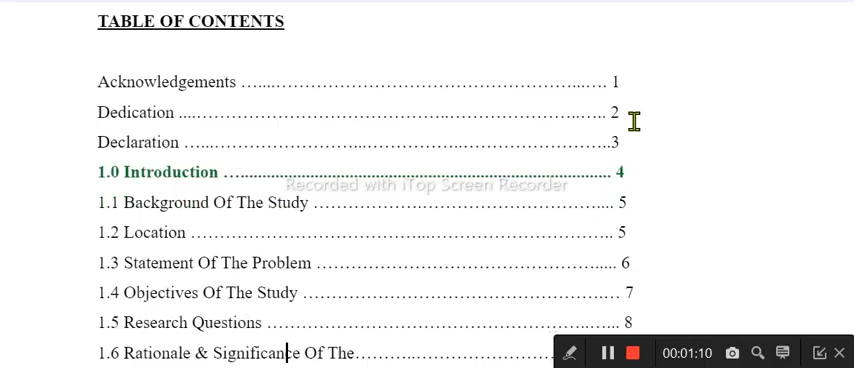 TABLE OF CONTENTS
Acknowledgements …....……………………………………………...…. 1
Dedication ....……………………………………..………………..….. 2
Declaration …...…………………………………..…………………….3
1.0 Introduction ….................................................................................. 4
Recorded with iTop Screen Recorder
1.1 Background Of The Study ………………………………………….... 5
1.2 Location …………………………………...………………………….. 5
1.3 Statement Of The Problem ………………………………………..... 6
1.4 Objectives Of The Study ……………………………………………… 7
1.5 Research Questions ……………………………………………..…... 8
1.6 Rationale & Significance Of The………..……………………
00:01:10